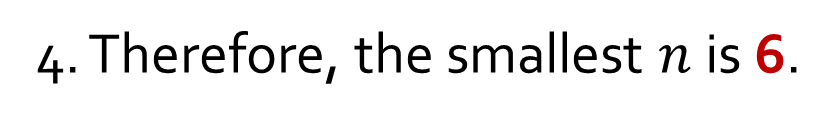 4. Therefore, the smallest n is 6.